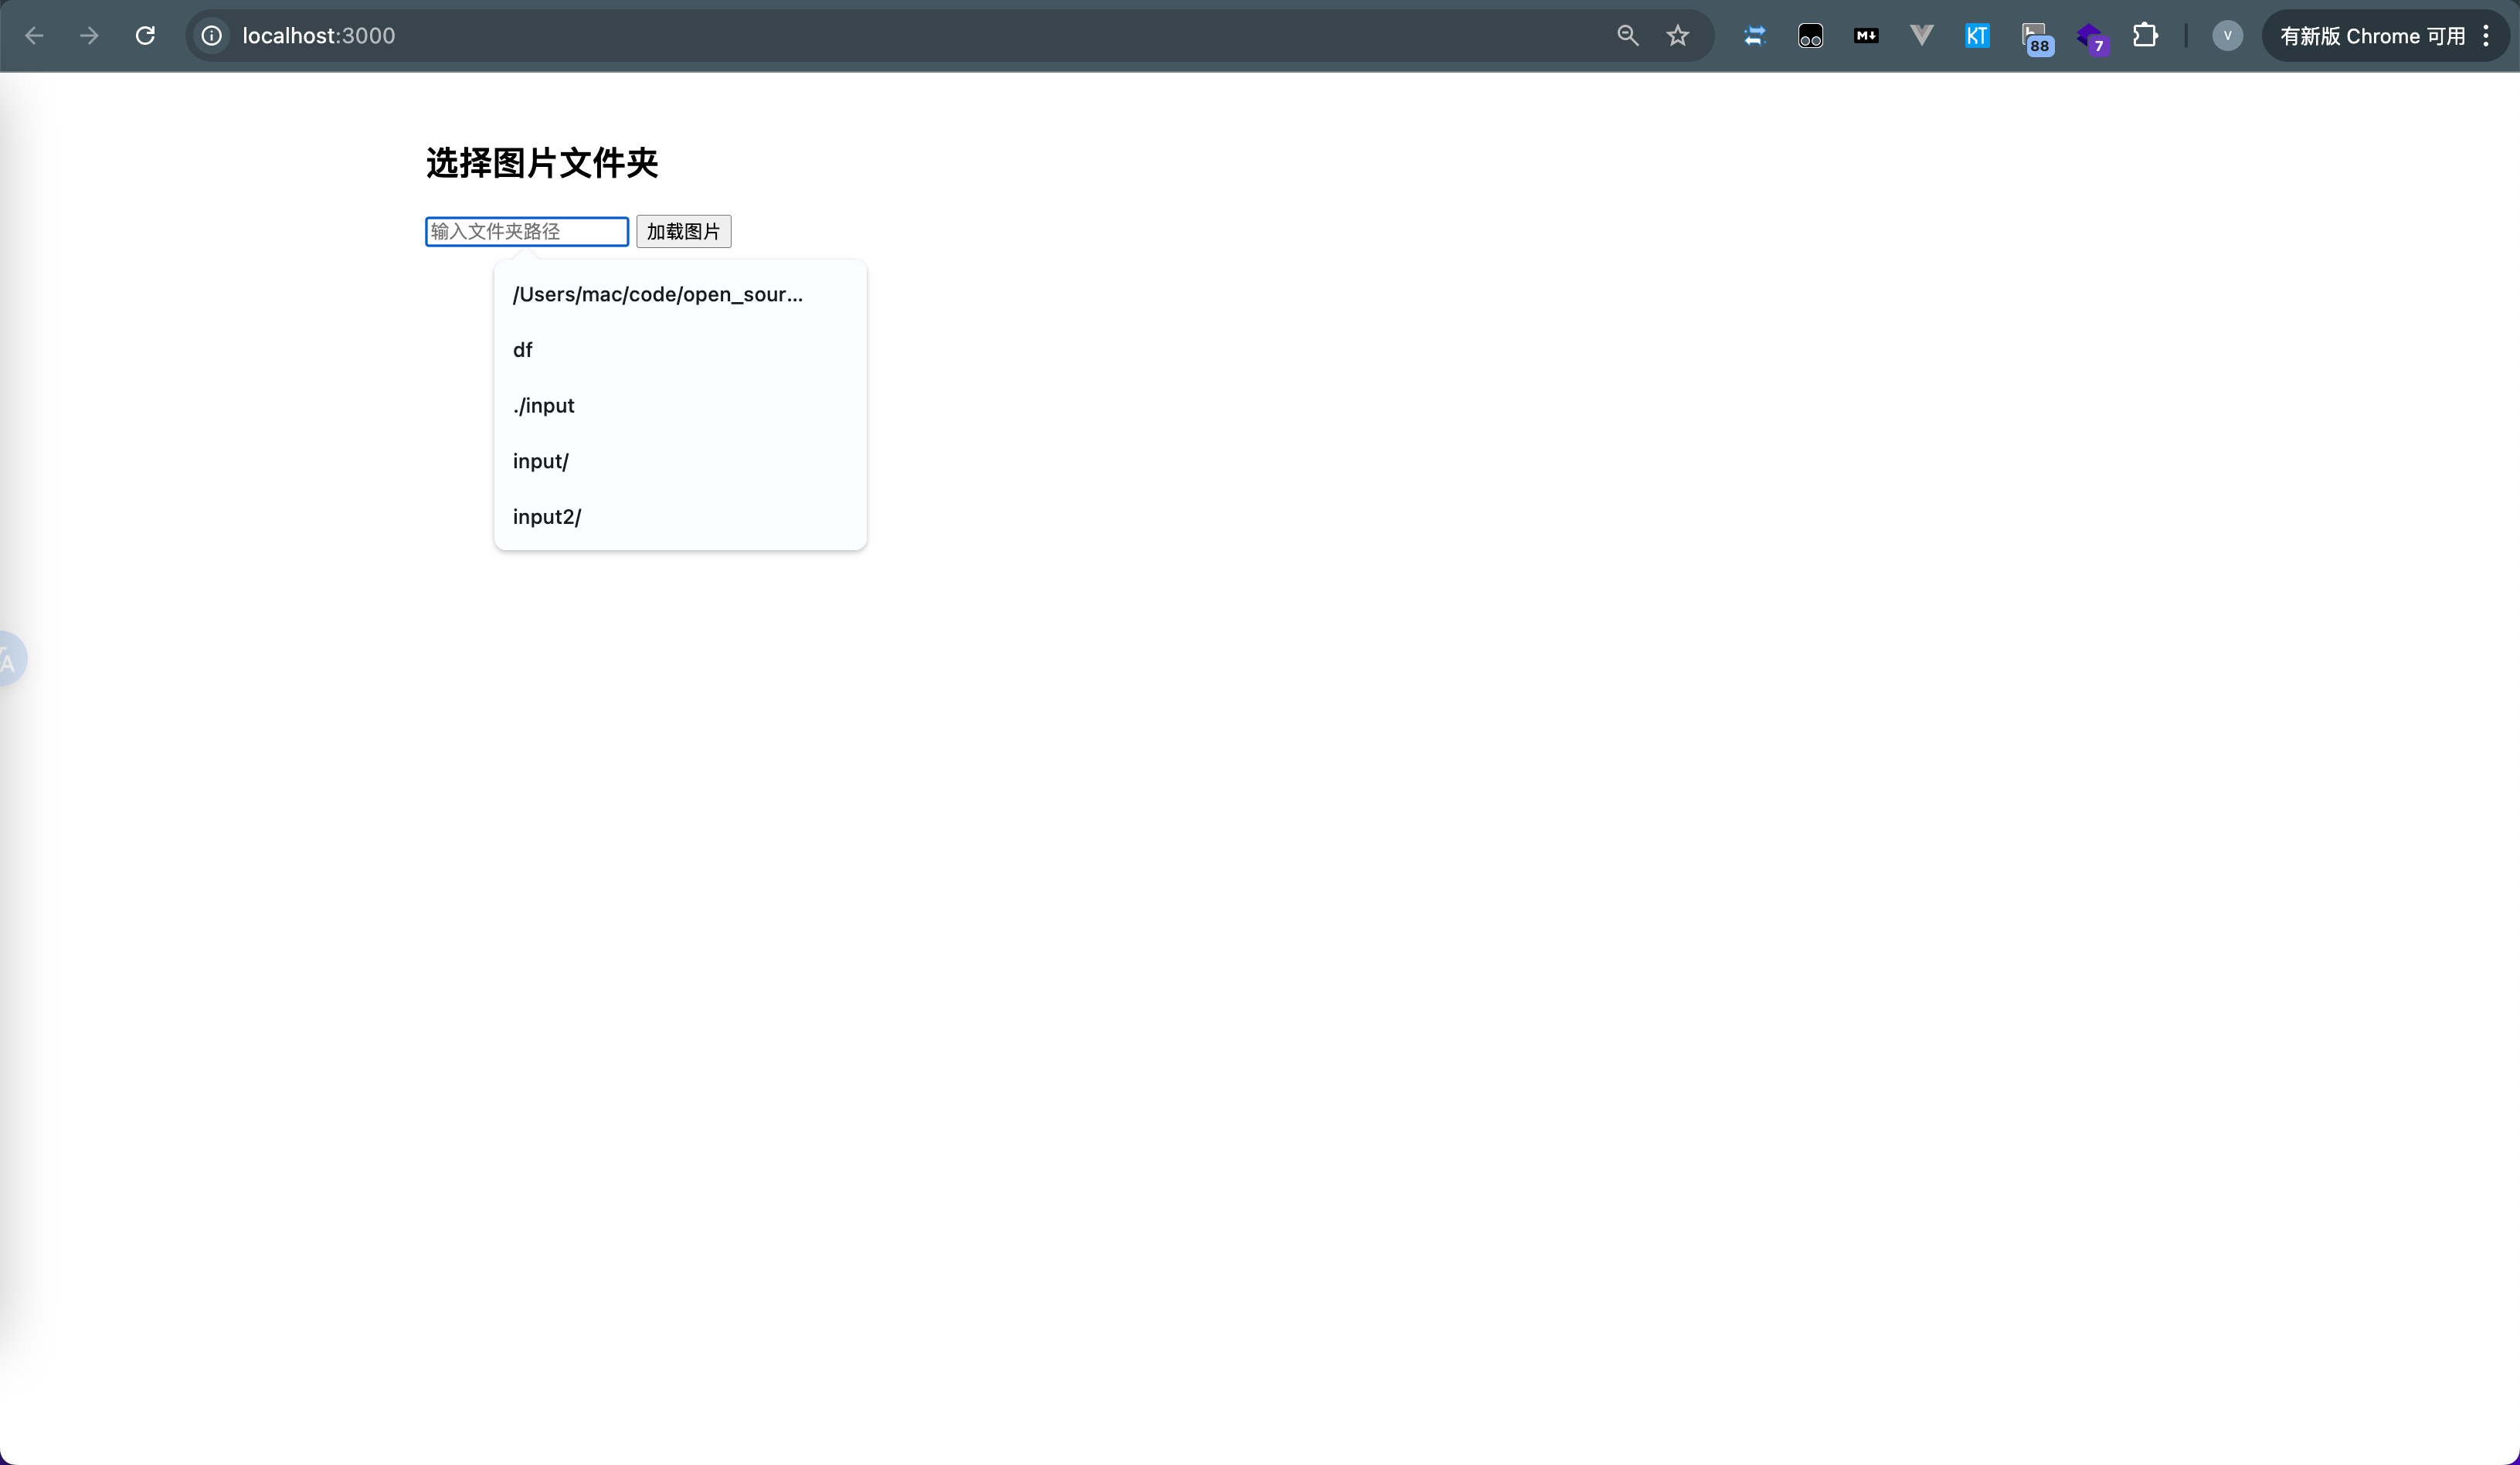 localhost:3000
M↓
KT
88
7
V
有新版 Chrome 可用
选择图片文件夹
输入文件夹路径 加载图片
/Users/mac/code/open_sour...
df
./input
input/
input2/
A